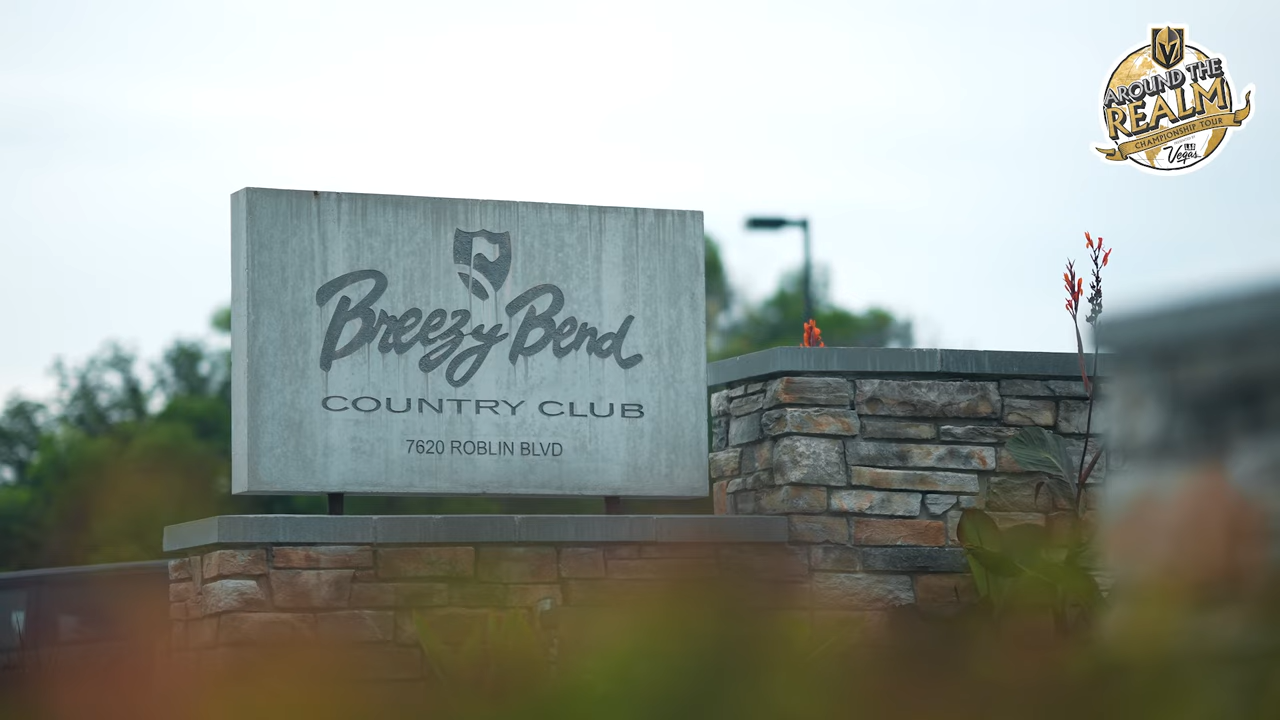 Breezy Bend
COUNTRY CLUB
7620 ROBLIN BLVD
AROUND THE
REALM
CHAMPIONSHIP TOUR
Vegas